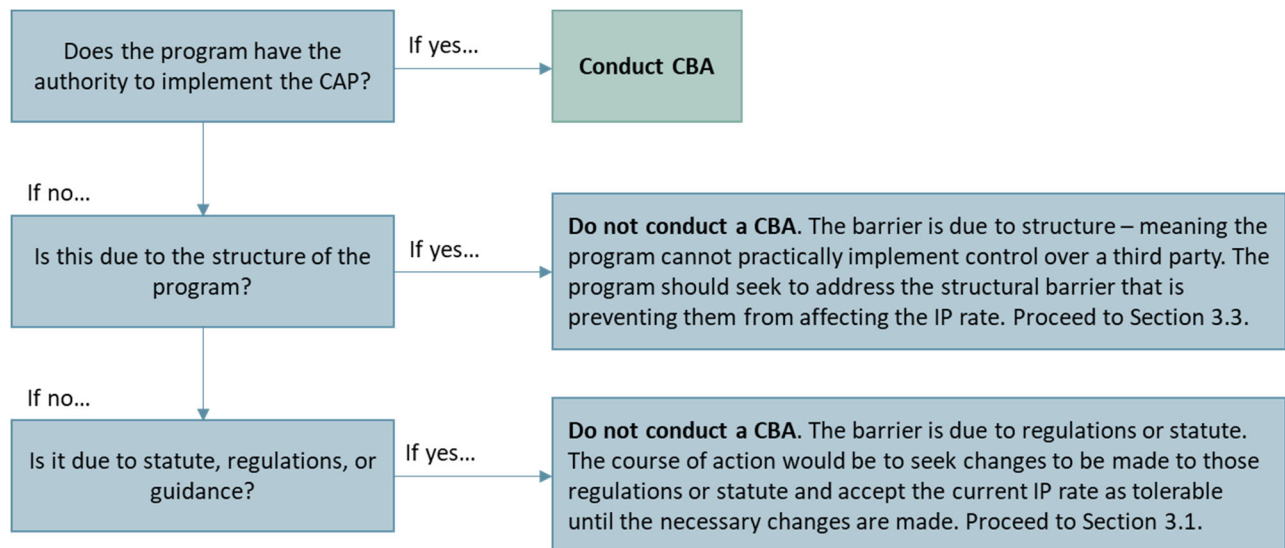 Does the program have the
authority to implement the CAP?
If yes...
Conduct CBA
If no...
Is this due to the structure of the
program?
If yes...
Do not conduct a CBA. The barrier is due to structure – meaning the
program cannot practically implement control over a third party. The
program should seek to address the structural barrier that is
preventing them from affecting the IP rate. Proceed to Section 3.3.
If no...
Is it due to statute, regulations, or
guidance?
If yes...
Do not conduct a CBA. The barrier is due to regulations or statute.
The course of action would be to seek changes to be made to those
regulations or statute and accept the current IP rate as tolerable
until the necessary changes are made. Proceed to Section 3.1.